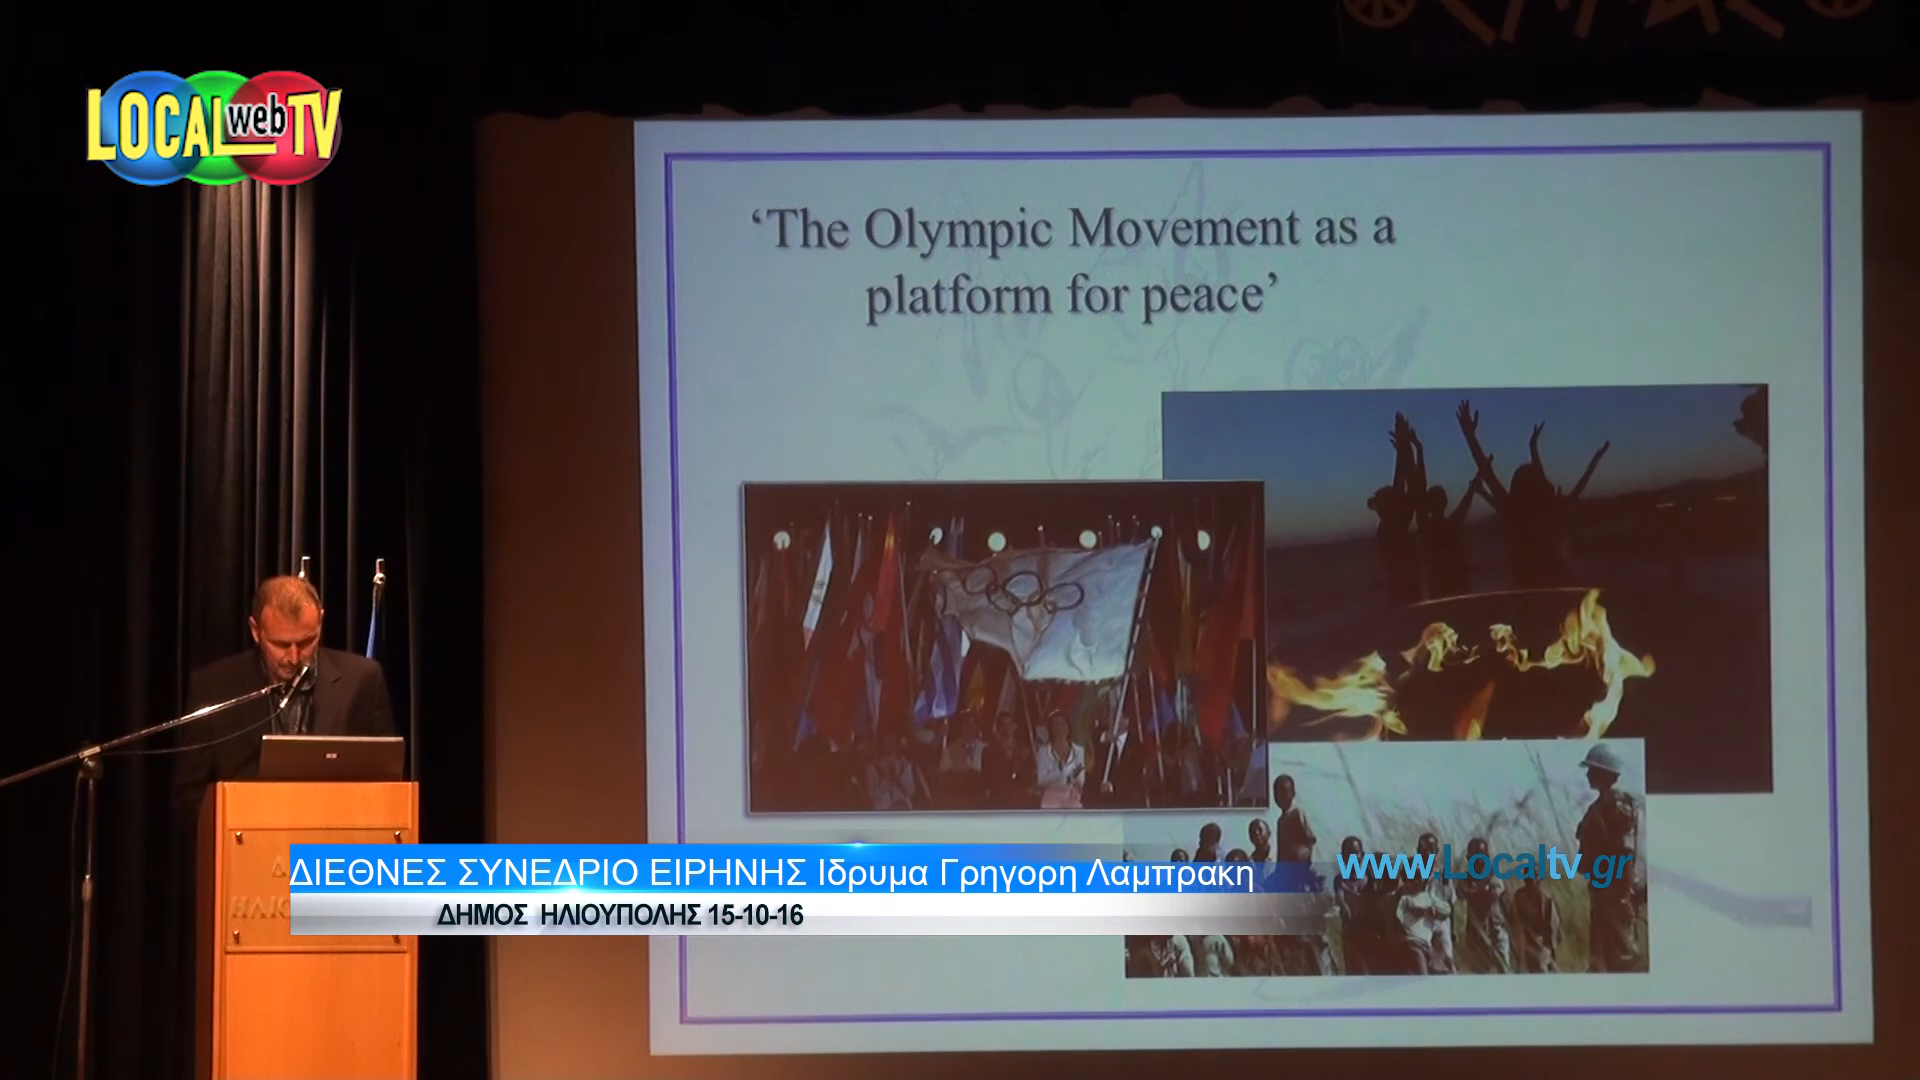 LOCAL web TV
‘The Olympic Movement as a
platform for peace’
ΔΙΕΘΝΕΣ ΣΥΝΕΔΡΙΟ ΕΙΡΗΝΗΣ Ιδρυμα Γρηγορη Λαμπρακη
www.Localtv.gr
ΔΗΜΟΣ ΗΛΙΟΥΠΟΛΗΣ 15-10-16